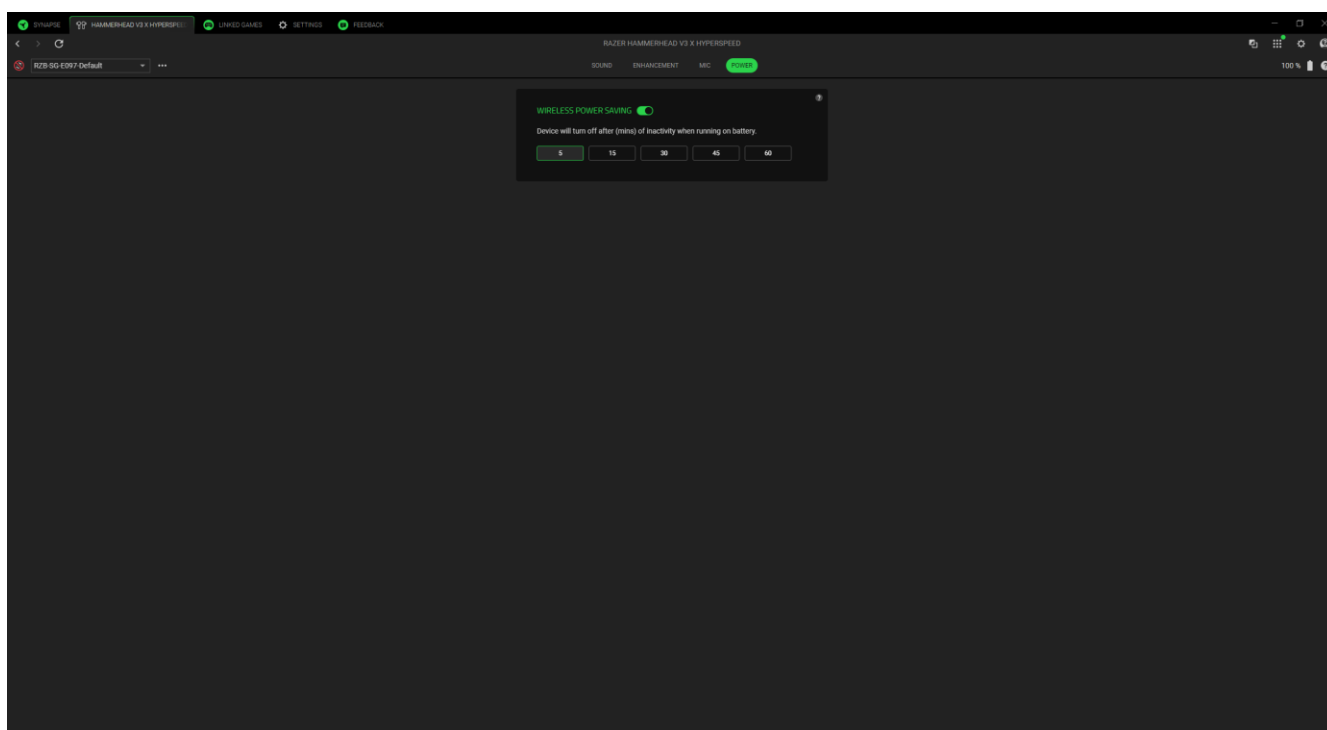 SYNAPSE HAMMERHEAD V3 X HYPERSPEE LINKED GAMES SETTINGS FEEDBACK
RAZER HAMMERHEAD V3 X HYPERSPEED
RZB-SG-E097-Default SOUND ENHANCEMENT MIC POWER 100 %
WIRELESS POWER SAVING
Device will turn off after (mins) of inactivity when running on battery.
5 15 30 45 60